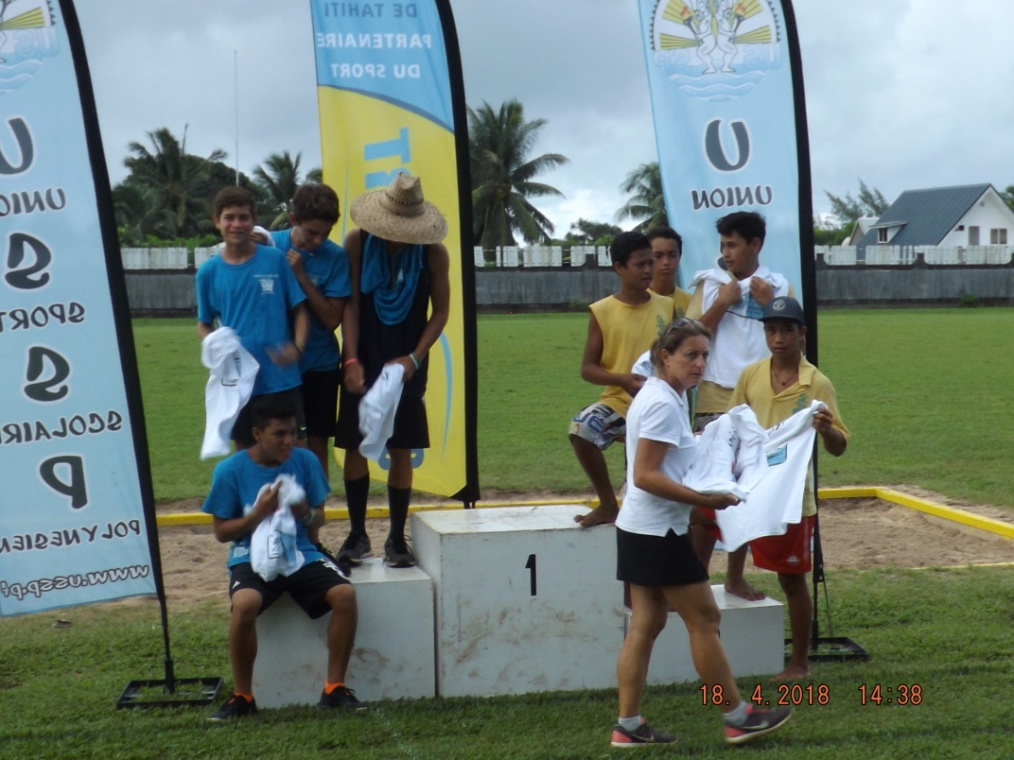 DE TAHITI
PARTENAIRE
DU SPORT
U
UNION
S
SPORT
S
SCOLAIRE
P
POLYNESIEN
www.ussp.pf
U
UNION
1
18. 4.2018 14:38